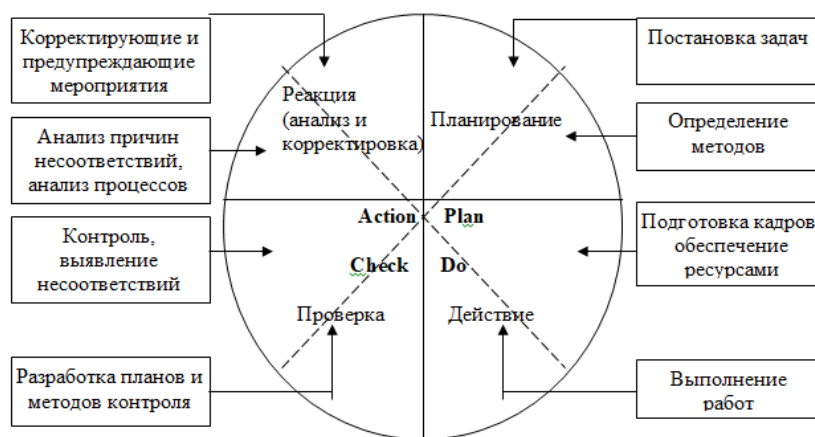 Корректирующие и
предупреждающие
мероприятия
Постановка задач
Реакция
(анализ и
корректировка)
Планирование
Анализ причин
несоответствий,
анализ процессов
Определение
методов
Action Plan
Контроль,
выявление
несоответствий
Подготовка кадров
обеспечение
ресурсами
Check Do
Проверка
Действие
Разработка планов и
методов контроля
Выполнение
работ